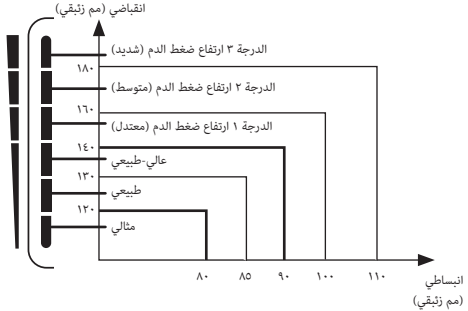 انقباضي (مم زئبقي)
الدرجة ٣ ارتفاع ضغط الدم (شديد)
١٨٠
الدرجة ٢ ارتفاع ضغط الدم (متوسط)
١٦٠
الدرجة ١ ارتفاع ضغط الدم (معتدل)
١٤٠
عالي-طبيعي
١٣٠
طبيعي
١٢٠
مثالي
٨٠ ٨٥ ٩٠ ١٠٠ ١١٠
انبساطي
(مم زئبقي)